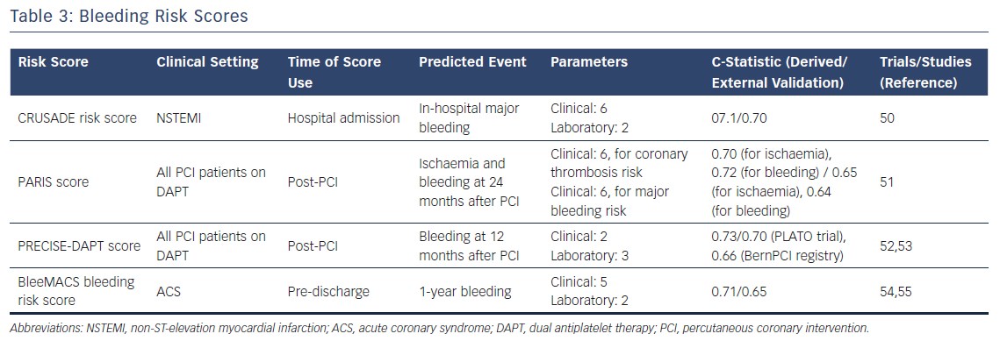 Table 3: Bleeding Risk Scores
Risk Score Clinical Setting Time of Score Use Predicted Event Parameters C-Statistic (Derived/ External Validation) Trials/Studies (Reference)
CRUSADE risk score NSTEMI Hospital admission In-hospital major bleeding Clinical: 6 Laboratory: 2 07.1/0.70 50
PARIS score All PCI patients on DAPT Post-PCI Ischaemia and bleeding at 24 months after PCI Clinical: 6, for coronary thrombosis risk Clinical: 6, for major bleeding risk 0.70 (for ischaemia), 0.72 (for bleeding) / 0.65 (for ischaemia), 0.64 (for bleeding) 51
PRECISE-DAPT score All PCI patients on DAPT Post-PCI Bleeding at 12 months after PCI Clinical: 2 Laboratory: 3 0.73/0.70 (PLATO trial), 0.66 (BernPCI registry) 52,53
BleeMACS bleeding risk score ACS Pre-discharge 1-year bleeding Clinical: 5 Laboratory: 2 0.71/0.65 54,55
Abbreviations: NSTEMI, non-ST-elevation myocardial infarction; ACS, acute coronary syndrome; DAPT, dual antiplatelet therapy; PCI, percutaneous coronary intervention.